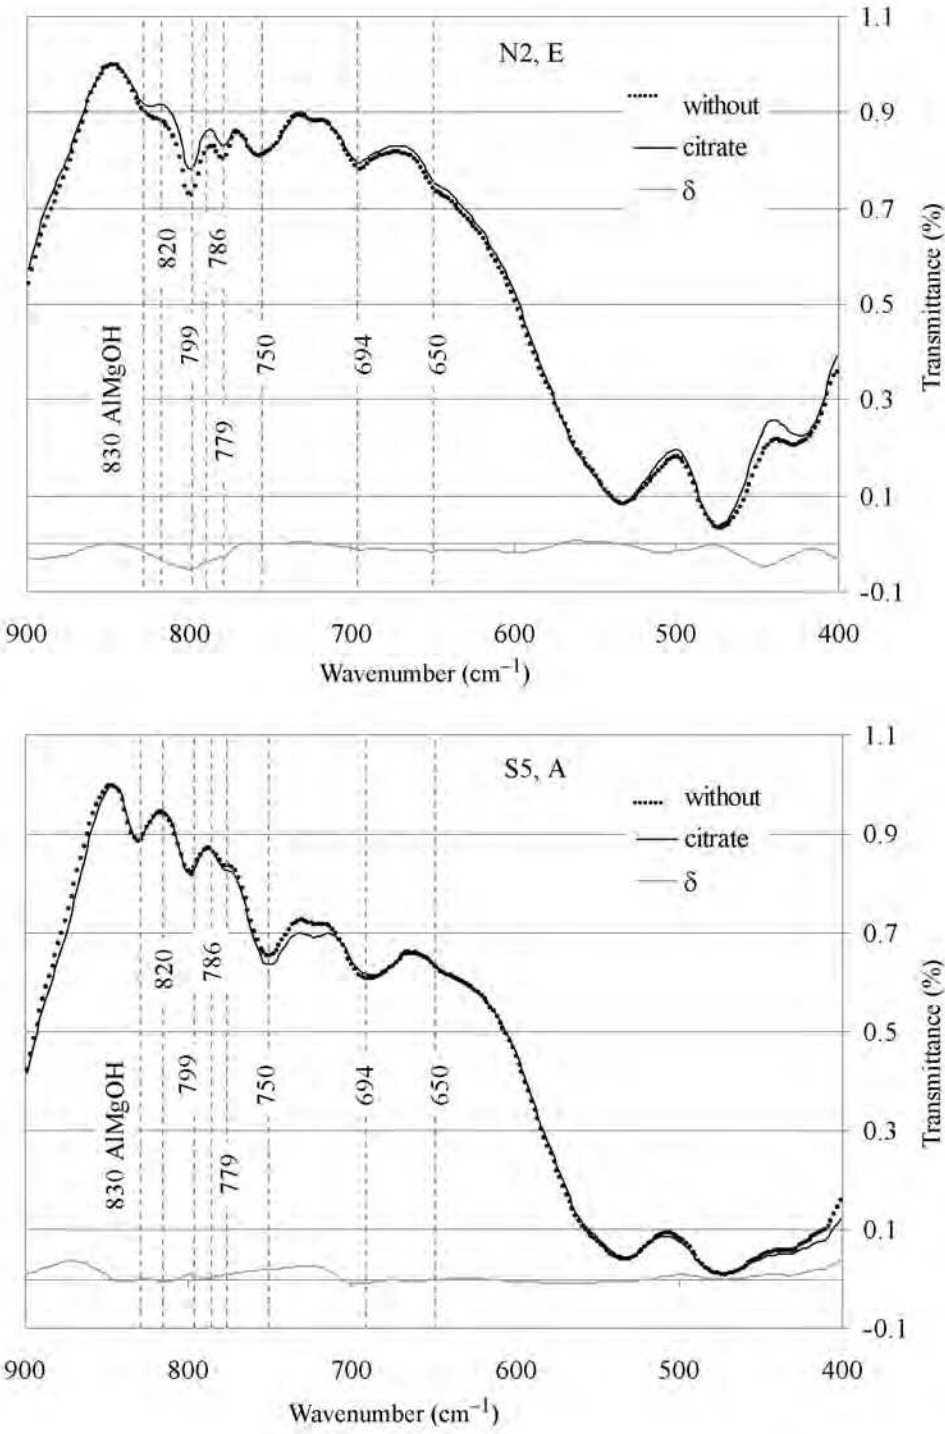 1.1
N2, E
without
0.9
citrate
δ
0.7
820
786
0.5
Transmittance (%)
830 AlMgOH
799
750
694
650
0.3
779
0.1
-0.1
900
800
700
600
500
400
Wavenumber (cm⁻¹)
1.1
S5, A
without
0.9
citrate
δ
0.7
820
786
0.5
Transmittance (%)
830 AlMgOH
799
750
694
650
0.3
779
0.1
-0.1
900
800
700
600
500
400
Wavenumber (cm⁻¹)